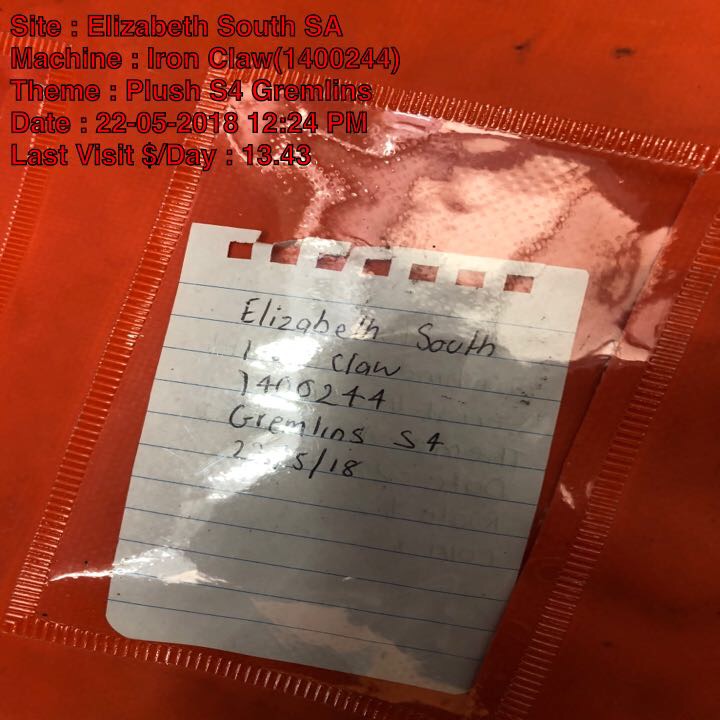 Site : Elizabeth South SA
Machine : Iron Claw(1400244)
Theme : Plush S4 Gremlins
Date : 22-05-2018 12:24 PM
Last Visit $/Day : 13.43
Elizabeth South
Claw
1400244
Gremlins S4